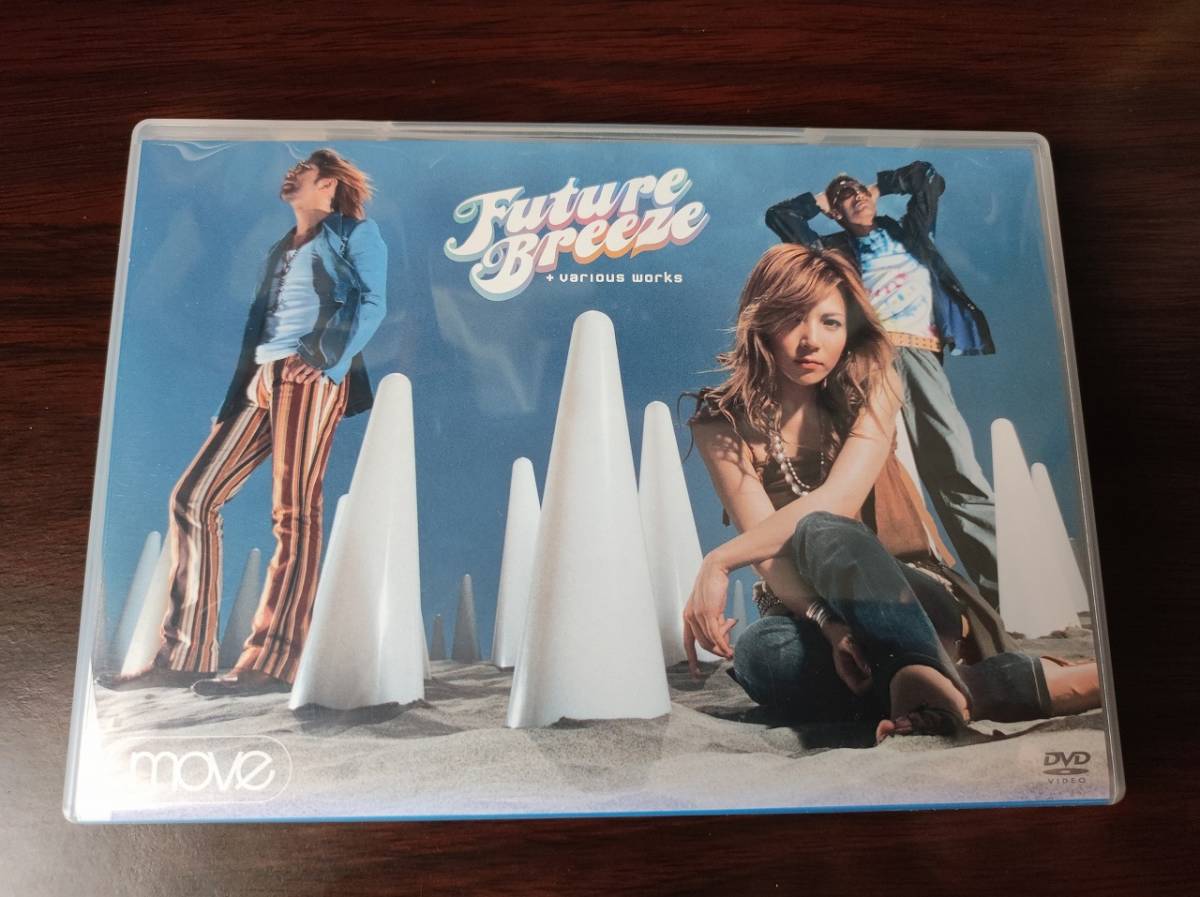 Future
Breeze
+ various works
move
DVD
VIDEO